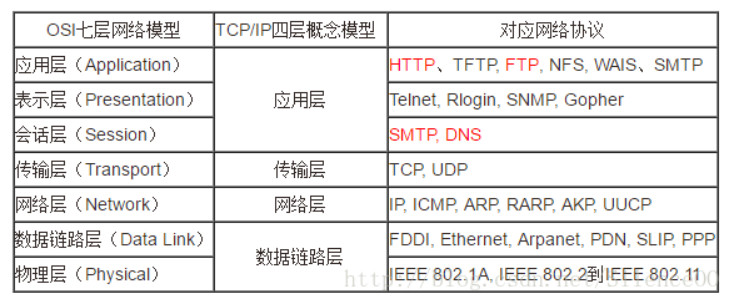 OSI七层网络模型 TCP/IP四层概念模型 对应网络协议
应用层（Application） HTTP、TFTP, FTP, NFS, WAIS、SMTP
表示层（Presentation） 应用层 Telnet, Rlogin, SNMP, Gopher
会话层（Session） SMTP, DNS
传输层（Transport） 传输层 TCP, UDP
网络层（Network） 网络层 IP, ICMP, ARP, RARP, AKP, UUCP
数据链路层（Data Link） FDDI, Ethernet, Arpanet, PDN, SLIP, PPP
数据链路层
物理层（Physical） IEEE 802.1A, IEEE 802.2到IEEE 802.11